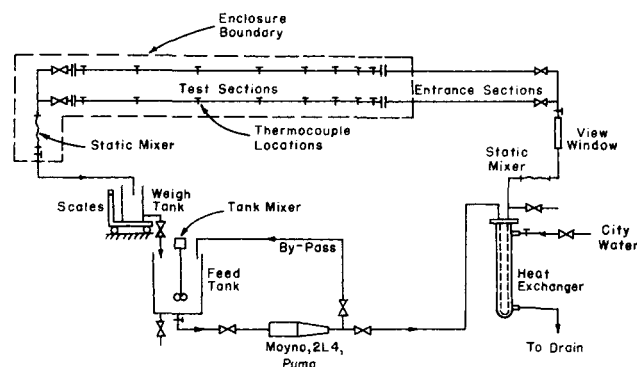 Enclosure
Boundary
Test Sections
Entrance Sections
Thermocouple
Locations
Static Mixer
View
Window
Static
Mixer
Scales
Weigh
Tank
Tank Mixer
By-Pass
City
Water
Feed
Tank
Heat
Exchanger
Moyno, 2L4,
Pump
To Drain